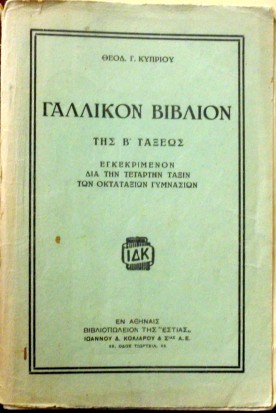 ΘΕΟΔ. Γ. ΚΥΠΡΙΟΥ
ΓΑΛΛΙΚΟΝ ΒΙΒΛΙΟΝ
ΤΗΣ Β' ΤΑΞΕΩΣ
ΕΓΚΕΚΡΙΜΕΝΟΝ
ΔΙΑ ΤΗΝ ΤΕΤΑΡΤΗΝ ΤΑΞΙΝ
ΤΩΝ ΟΚΤΑΤΑΞΙΩΝ ΓΥΜΝΑΣΙΩΝ
ΙΔΚ
ΕΝ ΑΘΗΝΑΙΣ
ΒΙΒΛΙΟΠΩΛΕΙΟΝ ΤΗΣ "ΕΣΤΙΑΣ"
ΙΩΑΝΝΟΥ Δ. ΚΟΛΛΑΡΟΥ & ΣΙΑΣ Α. Ε.